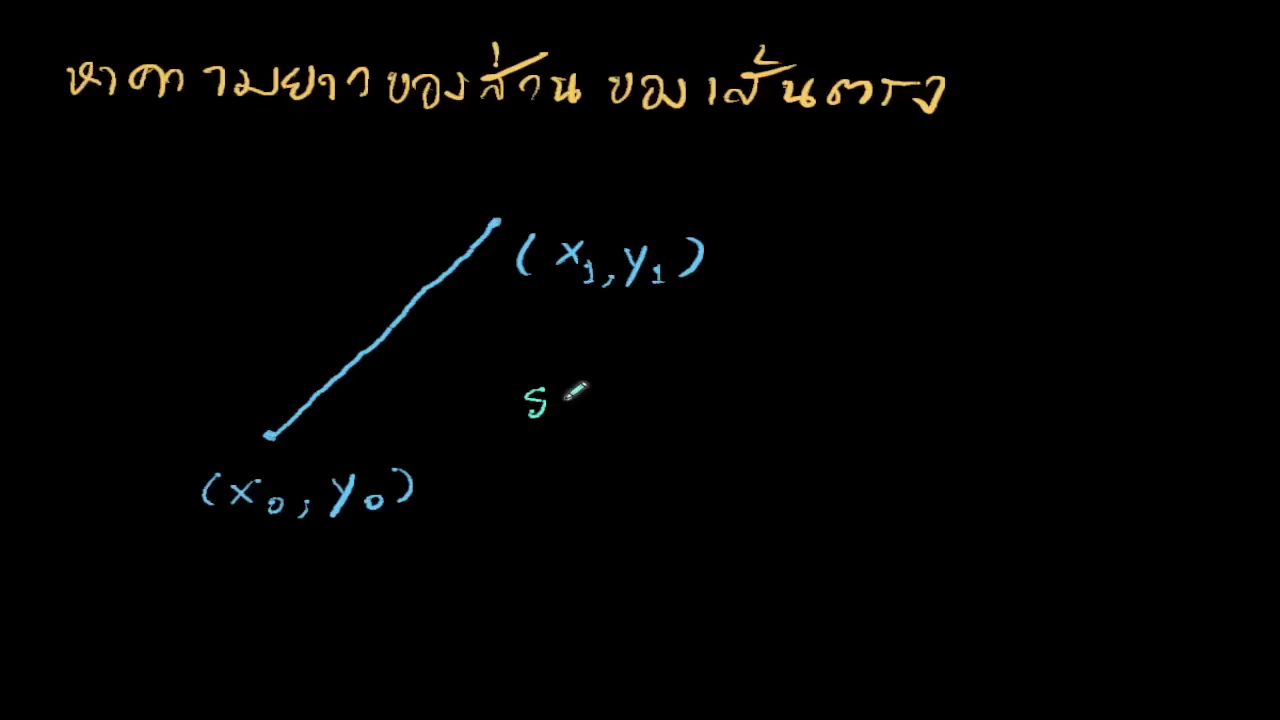 หาความยาวของส่วน ของเส้นตรง
(x₁, y₁)
s
(x₀, y₀)